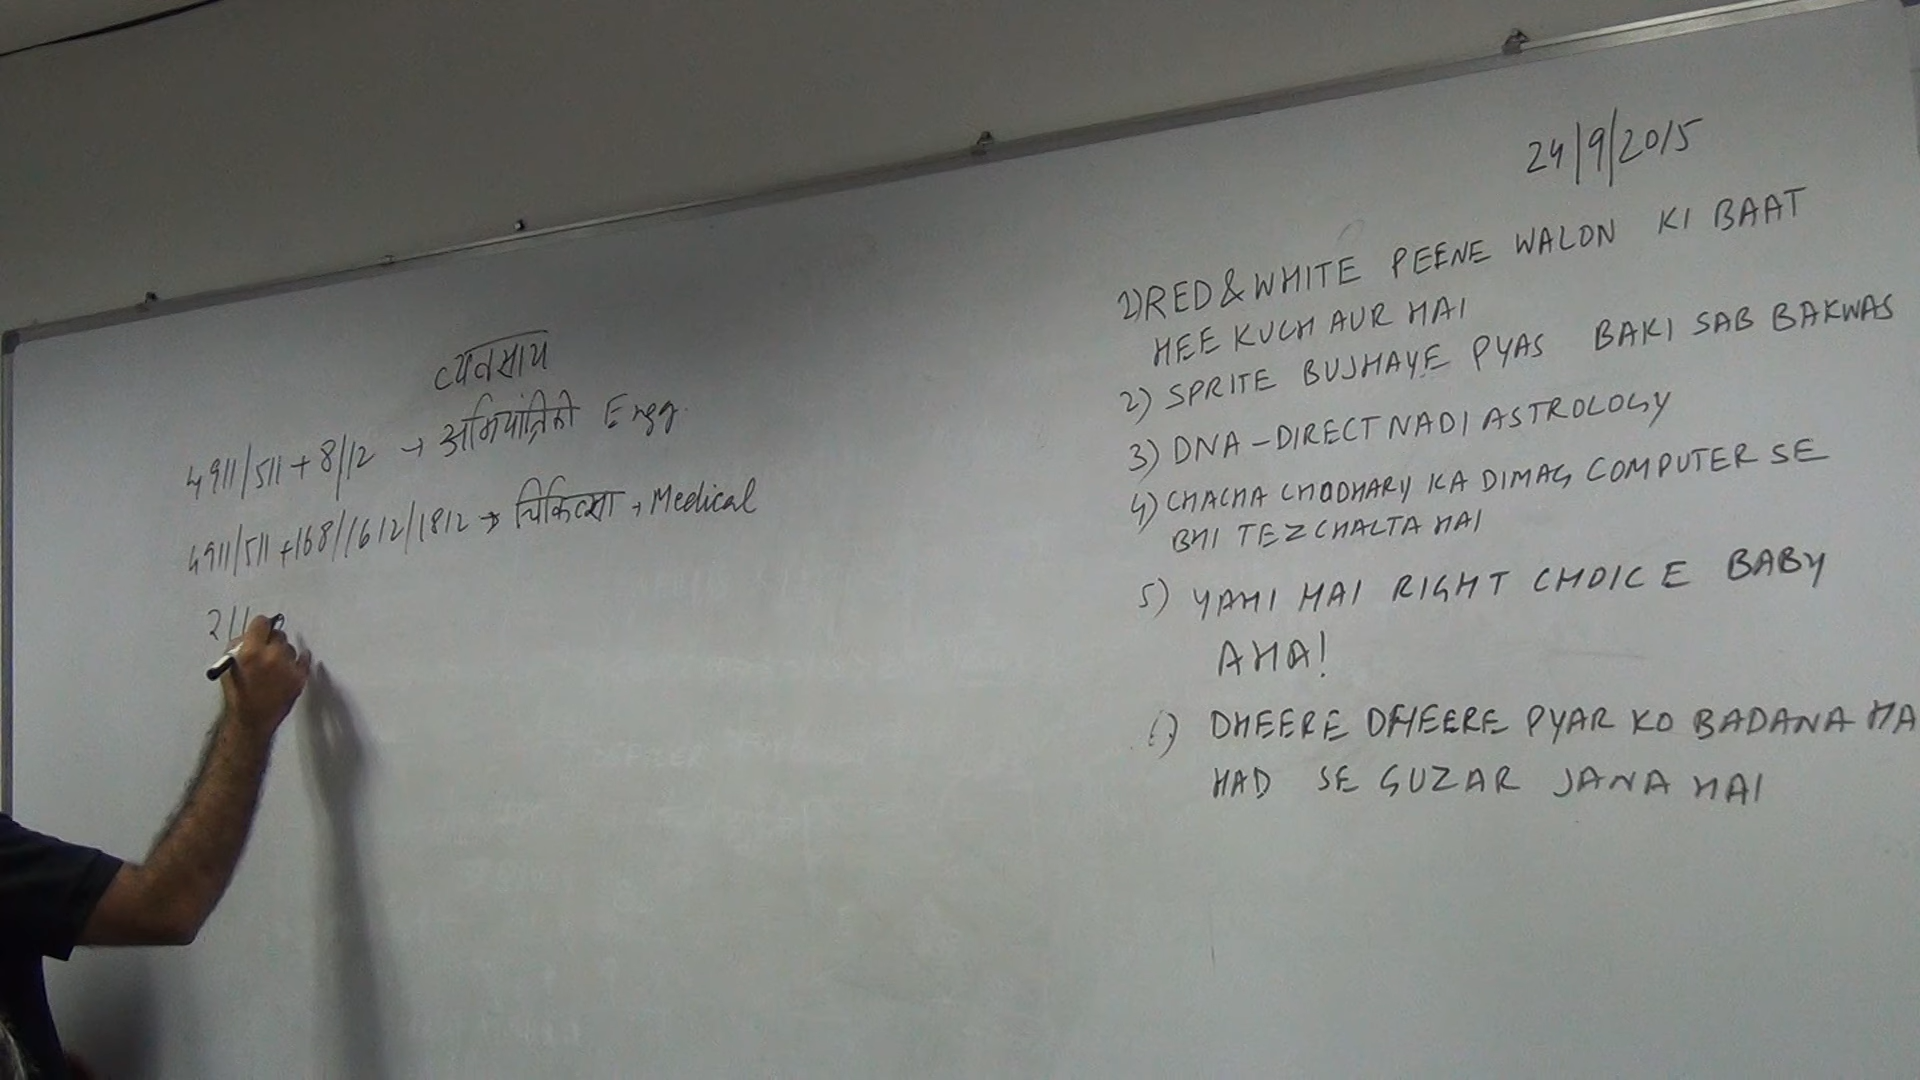 व्यवसाय
4911/511 + 8/12 → अभियांत्रिकी Engg.
4911/511 + 168/1612/1812 → चिकित्सा, Medical
211
24/9/2015
1) RED & WHITE PEENE WALON KI BAAT
HEE KUCH AUR HAI
2) SPRITE BUJHAYE PYAS BAKI SAB BAKWAS
3) DNA - DIRECT NADI ASTROLOGY
4) CHACHA CHODHARY KA DIMAG COMPUTER SE
BHI TEZ CHALTA HAI
5) YAHI HAI RIGHT CHOICE BABY
AHA!
6) DHEERE DHEERE PYAR KO BADANA HA
HAD SE GUZAR JANA HAI